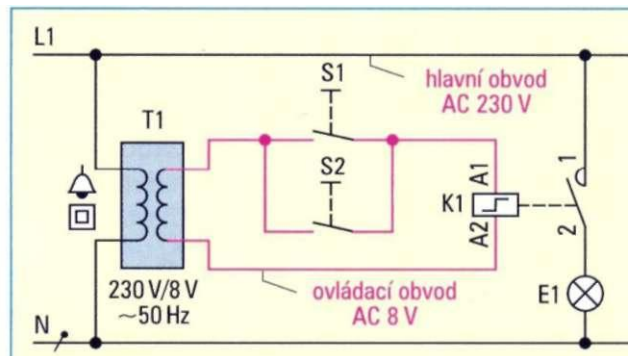 L1
S1
hlavní obvod
AC 230 V
T1
S2
A1
K1
A2
1
2
230 V/8 V
~50 Hz
ovládací obvod
AC 8 V
E1
N